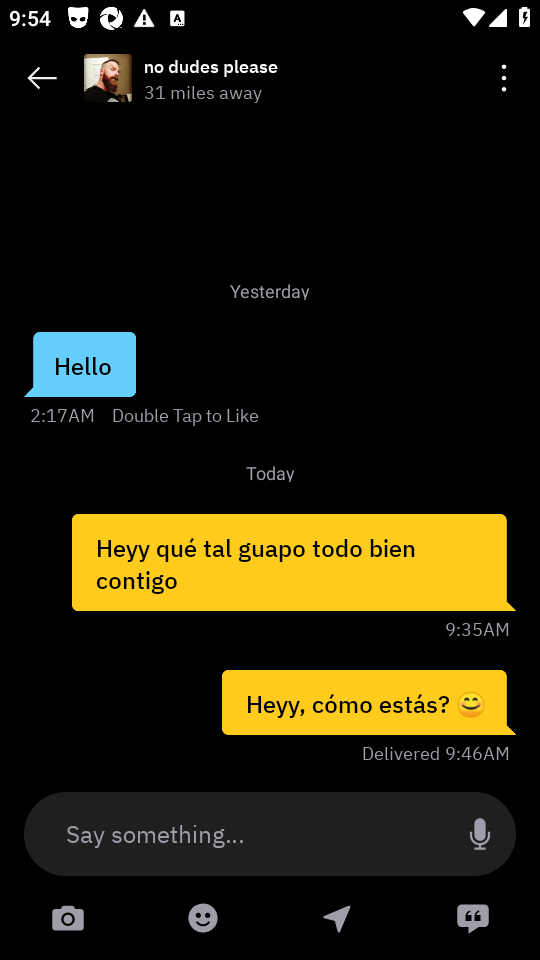 9:54
A
no dudes please
31 miles away
Yesterday
Hello
2:17AM Double Tap to Like
Today
Heyy qué tal guapo todo bien
contigo
9:35AM
Heyy, cómo estás? 😄
Delivered 9:46AM
Say something...